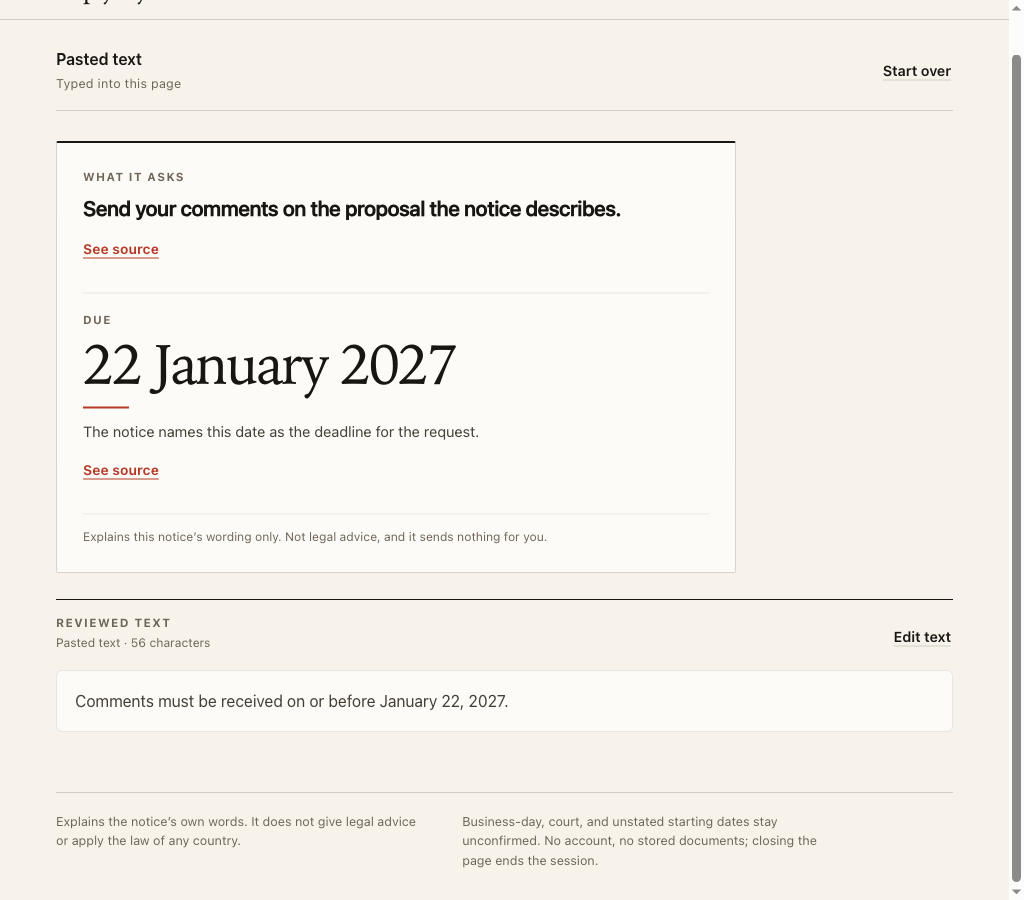 Pasted text
Typed into this page
Start over
WHAT IT ASKS
Send your comments on the proposal the notice describes.
See source
DUE
22 January 2027
The notice names this date as the deadline for the request.
See source
Explains this notice's wording only. Not legal advice, and it sends nothing for you.
REVIEWED TEXT
Pasted text · 56 characters
Edit text
Comments must be received on or before January 22, 2027.
Explains the notice's own words. It does not give legal advice
or apply the law of any country.
Business-day, court, and unstated starting dates stay
unconfirmed. No account, no stored documents; closing the
page ends the session.